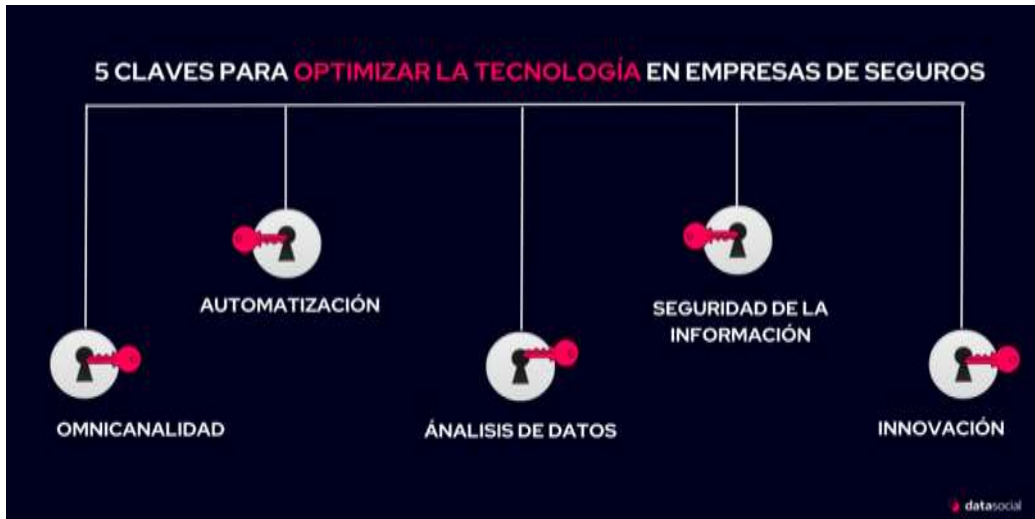 5 CLAVES PARA OPTIMIZAR LA TECNOLOGÍA EN EMPRESAS DE SEGUROS
AUTOMATIZACIÓN
SEGURIDAD DE LA
INFORMACIÓN
OMNICANALIDAD
ÁNALISIS DE DATOS
INNOVACIÓN
datasocial